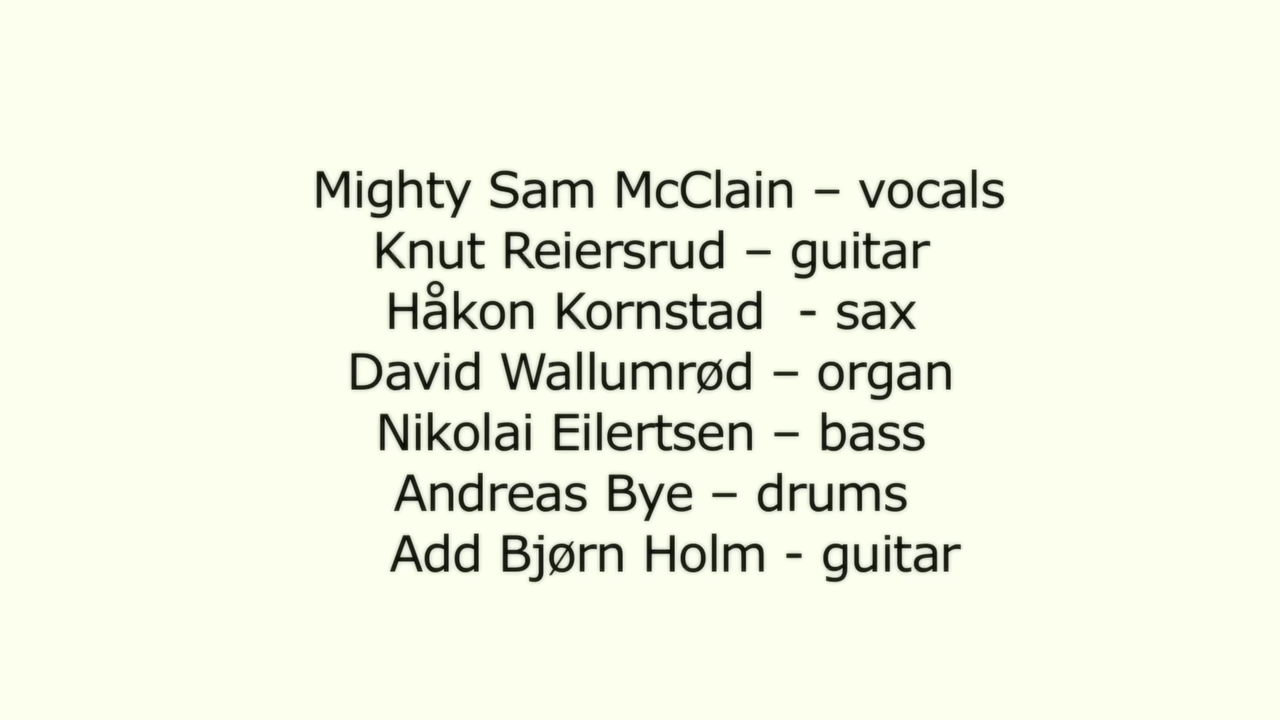 Mighty Sam McClain – vocals
Knut Reiersrud – guitar
Håkon Kornstad  - sax
David Wallumrød – organ
Nikolai Eilertsen – bass
Andreas Bye – drums
Add Bjørn Holm - guitar